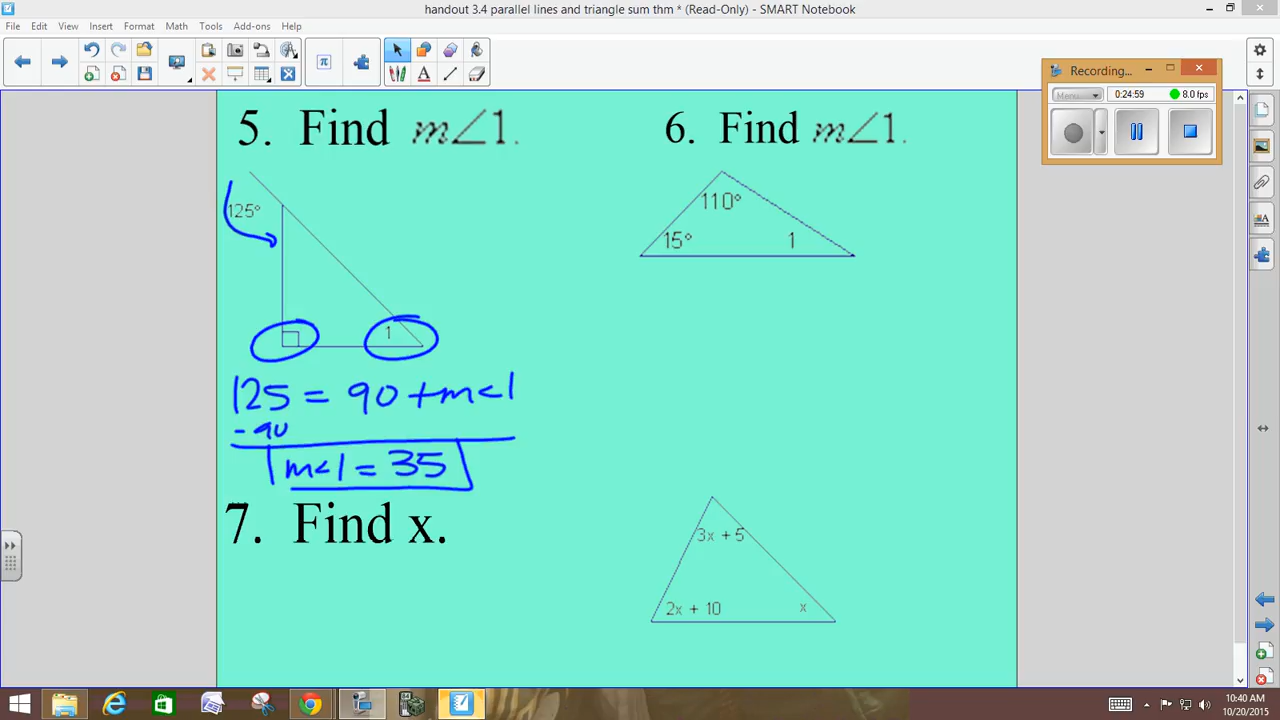 handout 3.4 parallel lines and triangle sum thm * (Read-Only) - SMART Notebook
File Edit View Insert Format Math Tools Add-ons Help
Recording...
Menu 0:24:59 8.0 fps
5. Find m∠1.
6. Find m∠1.
125°
1
110°
15° 1
125 = 90 + m<1
-90
m<1 = 35
7. Find x.
3x + 5
2x + 10 x
10:40 AM
10/20/2015